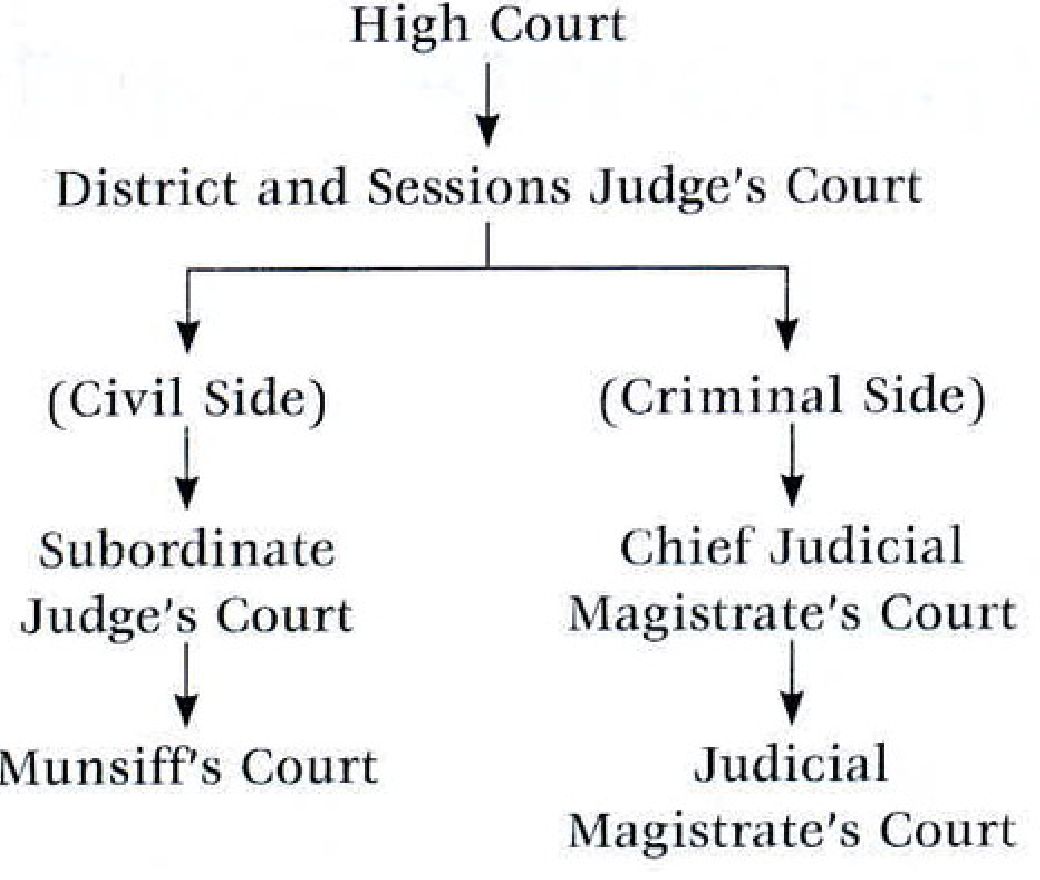 High Court
District and Sessions Judge's Court
(Civil Side)
(Criminal Side)
Subordinate
Judge's Court
Chief Judicial
Magistrate's Court
Munsiff's Court
Judicial
Magistrate's Court